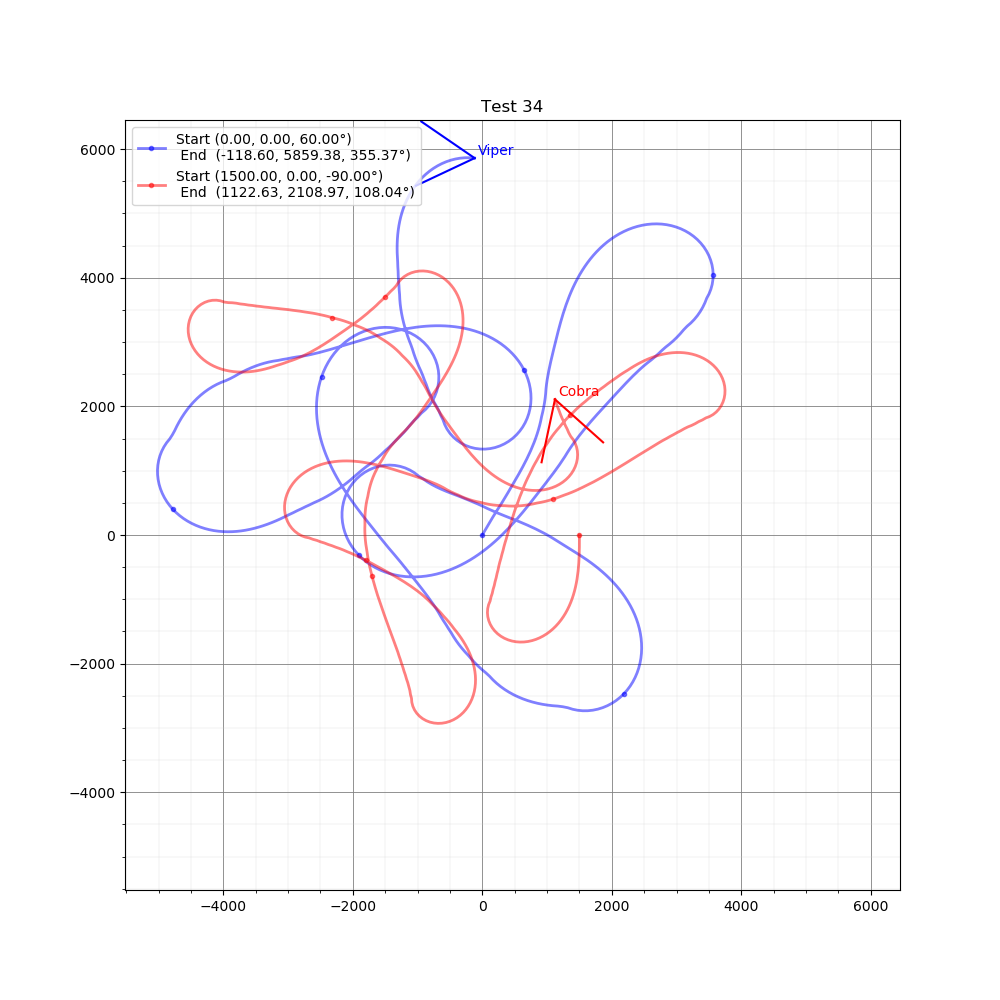 Test 34
Start (0.00, 0.00, 60.00°)
End (-118.60, 5859.38, 355.37°)
Start (1500.00, 0.00, -90.00°)
End (1122.63, 2108.97, 108.04°)
Viper
Cobra
6000
4000
2000
0
−2000
−4000
−4000 −2000 0 2000 4000 6000